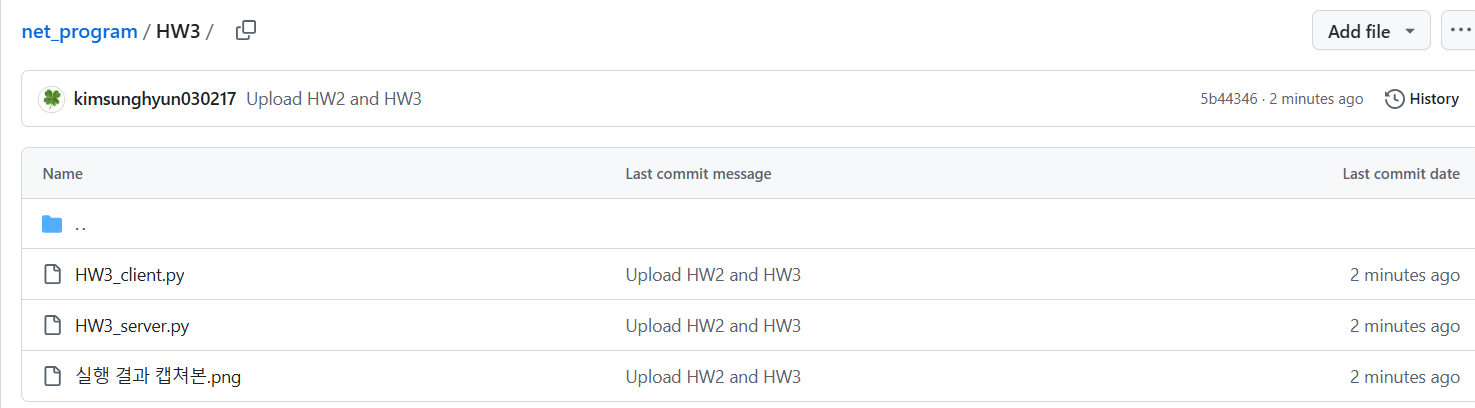 net_program / HW3 /
Add file
kimsunghyun030217 Upload HW2 and HW3
5b44346 · 2 minutes ago
History
Name Last commit message Last commit date
..
HW3_client.py Upload HW2 and HW3 2 minutes ago
HW3_server.py Upload HW2 and HW3 2 minutes ago
실행 결과 캡쳐본.png Upload HW2 and HW3 2 minutes ago